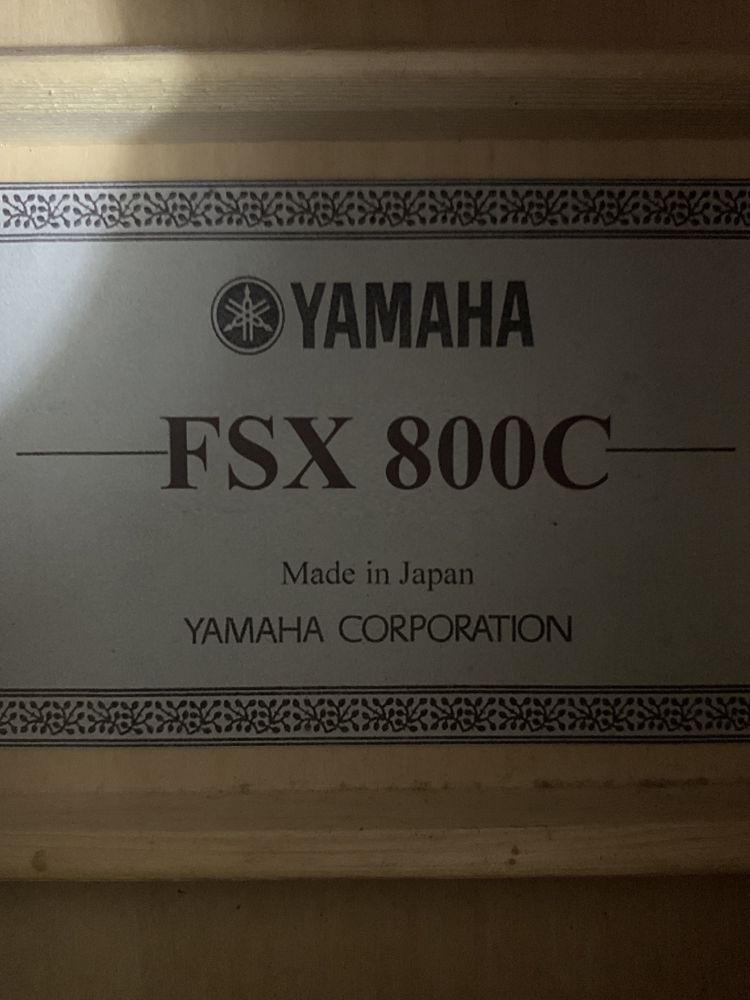 YAMAHA
FSX 800C
Made in Japan
YAMAHA CORPORATION